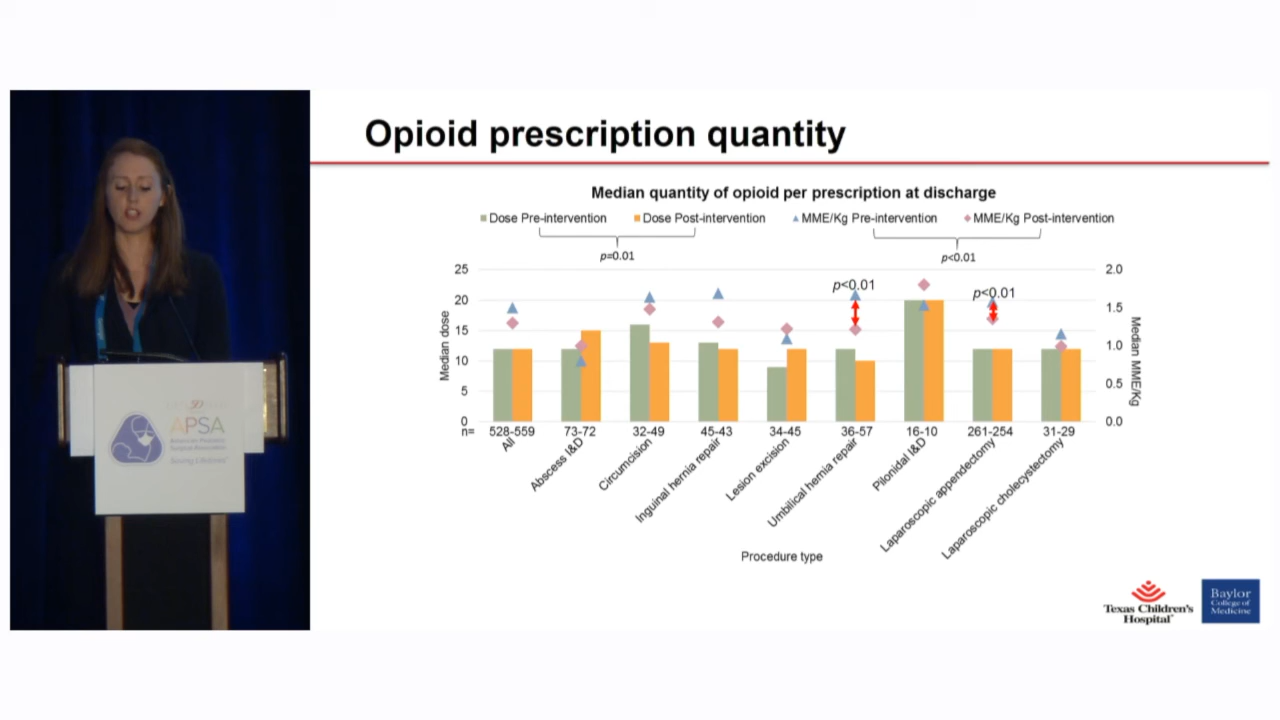 Opioid prescription quantity
Median quantity of opioid per prescription at discharge
Dose Pre-intervention Dose Post-intervention MME/Kg Pre-intervention MME/Kg Post-intervention
p=0.01 p<0.01
25 2.0
20 1.5
15 1.0
10 0.5
5
0 0.0
p<0.01 p<0.01
Median dose
Median MME/Kg
n= 528-559 73-72 32-49 45-43 34-45 36-57 16-10 261-254 31-29
All
Abscess I&D
Circumcision
Inguinal hernia repair
Lesion excision
Umbilical hernia repair
Pilonidal I&D
Laparoscopic appendectomy
Laparoscopic cholecystectomy
Procedure type
APSA
American Pediatric
Surgical Association
Texas Children's
Hospital
Baylor
College of
Medicine